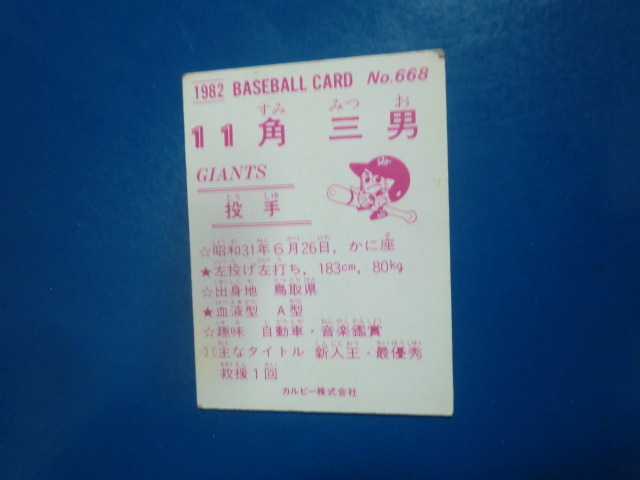 1982 BASEBALL CARD No.668
すみ みつ お
11 角 三 男
GIANTS
とう しゅ
投 手
☆昭和31年6月26日, かに座
★左投げ左打ち, 183cm, 80kg
☆出身地 鳥取県
★血液型 A型
☆趣味 自動車・音楽鑑賞
☆主なタイトル 新人王・最優秀
救援1回
カルビー株式会社